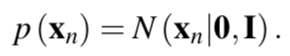 p(𝐱ₙ) = N(𝐱ₙ|𝟎, 𝐈).